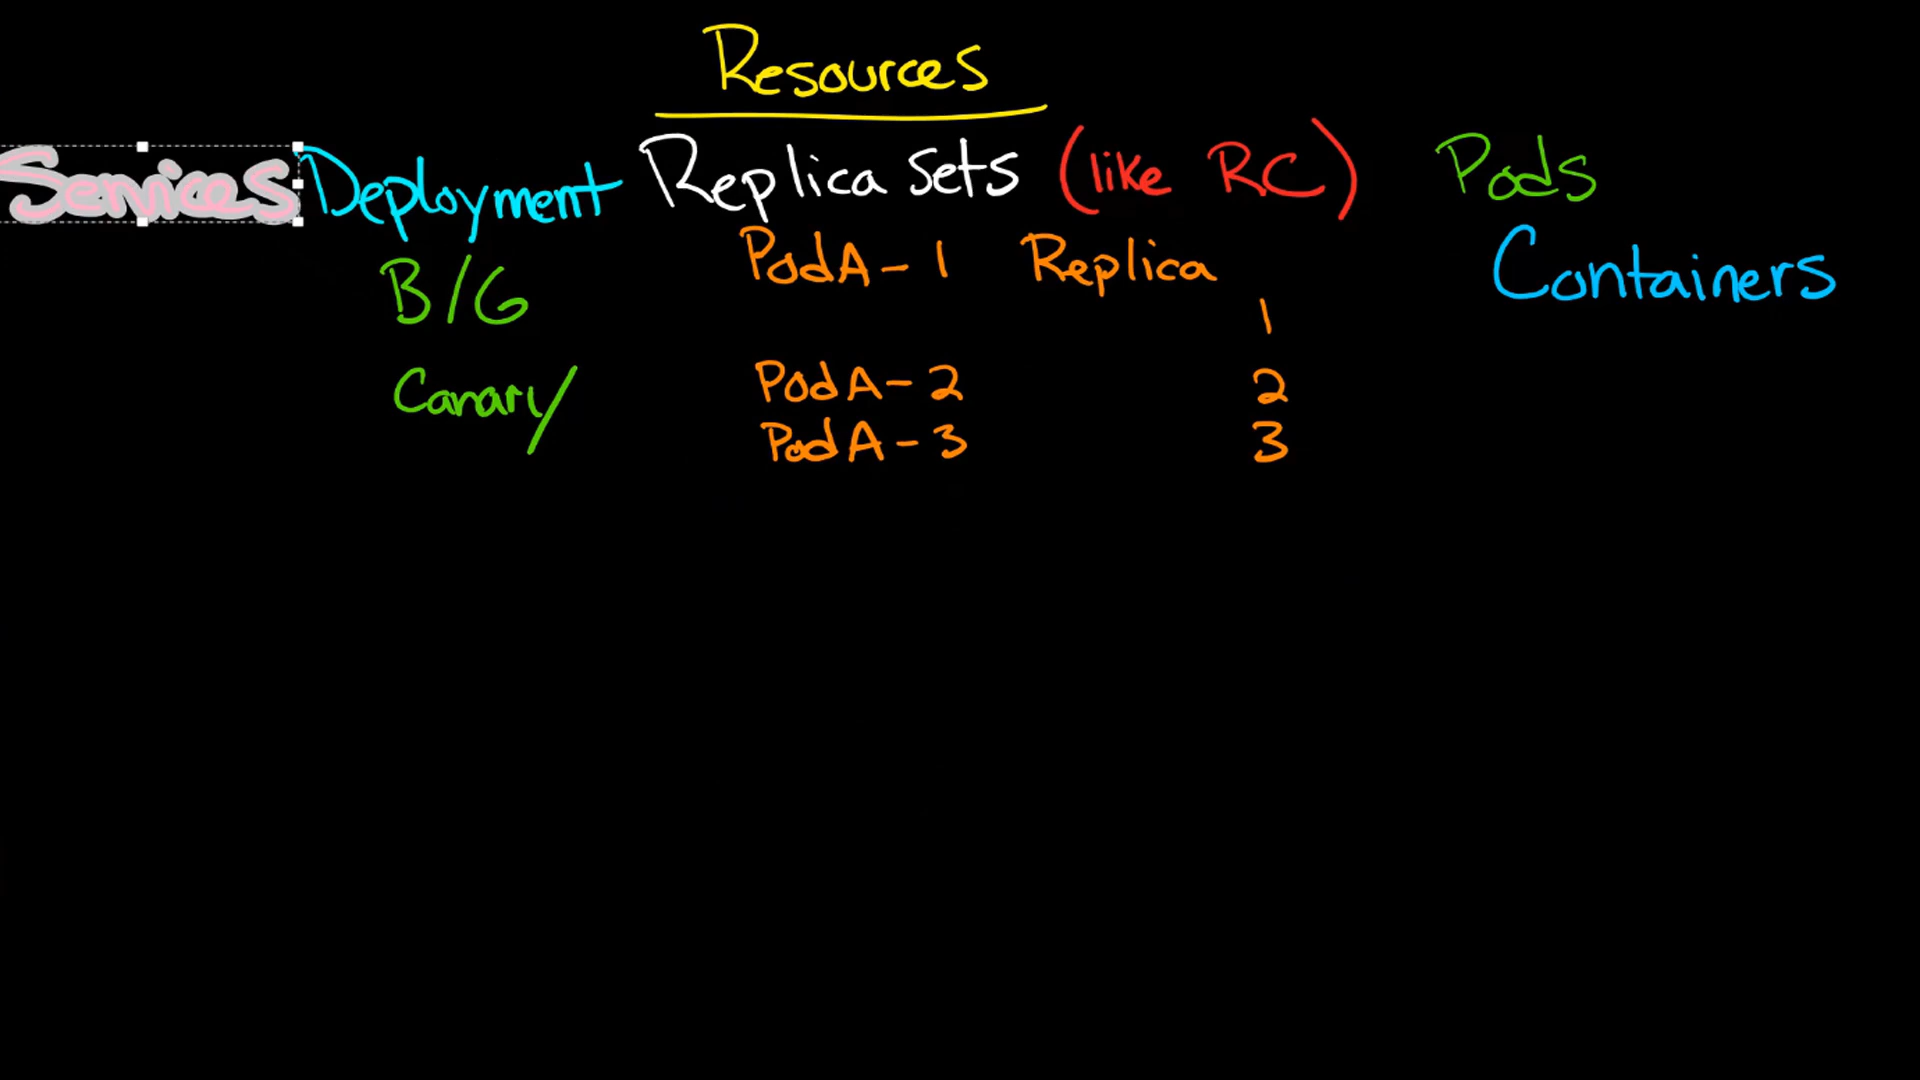 Resources
Services Deployment Replica Sets (like RC) Pods
B/G PodA-1 Replica Containers
1
Canary PodA-2 2
PodA-3 3